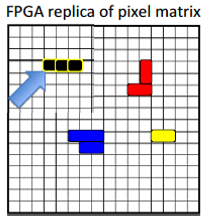 FPGA replica of pixel matrix